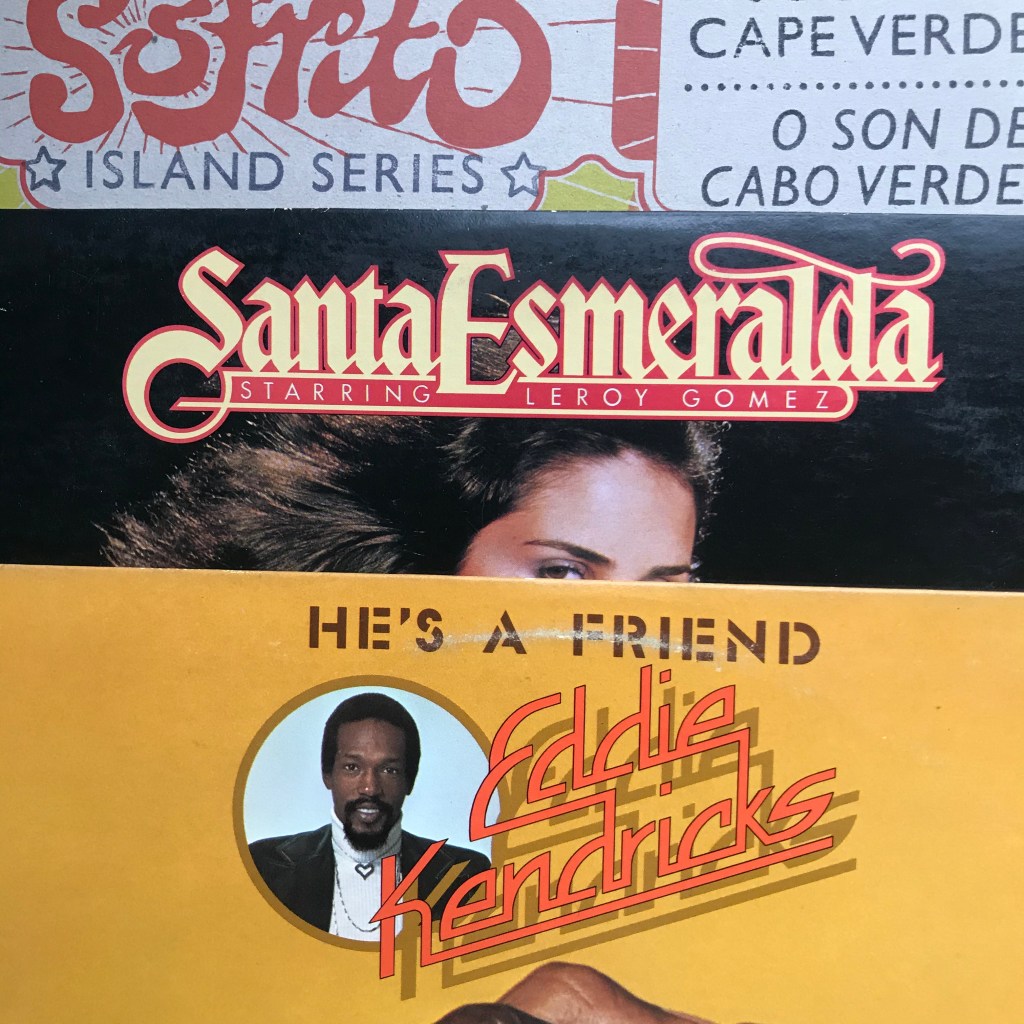 Sofrito
ISLAND SERIES
CAPE VERDE
O SON DE
CABO VERDE
Santa Esmeralda
STARRING LEROY GOMEZ
HE'S A FRIEND
Eddie
Kendricks